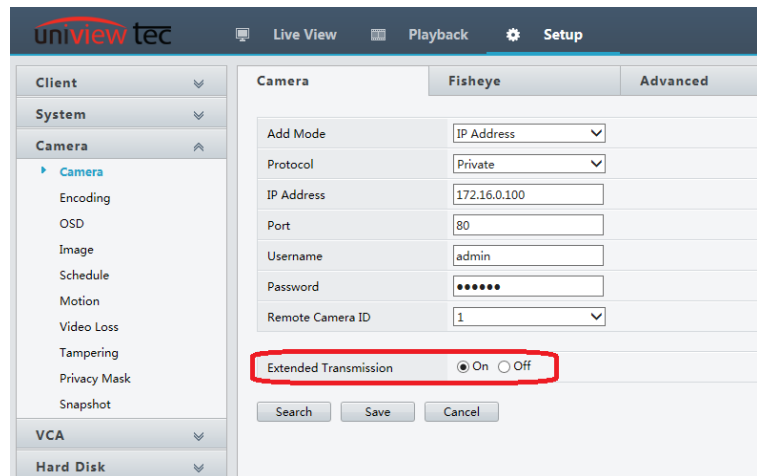 uniview tec
Live View
Playback
Setup
Client
System
Camera
Camera
Encoding
OSD
Image
Schedule
Motion
Video Loss
Tampering
Privacy Mask
Snapshot
VCA
Hard Disk
Camera
Fisheye
Advanced
Add Mode IP Address
Protocol Private
IP Address 172.16.0.100
Port 80
Username admin
Password ••••••
Remote Camera ID 1
Extended Transmission On Off
Search Save Cancel